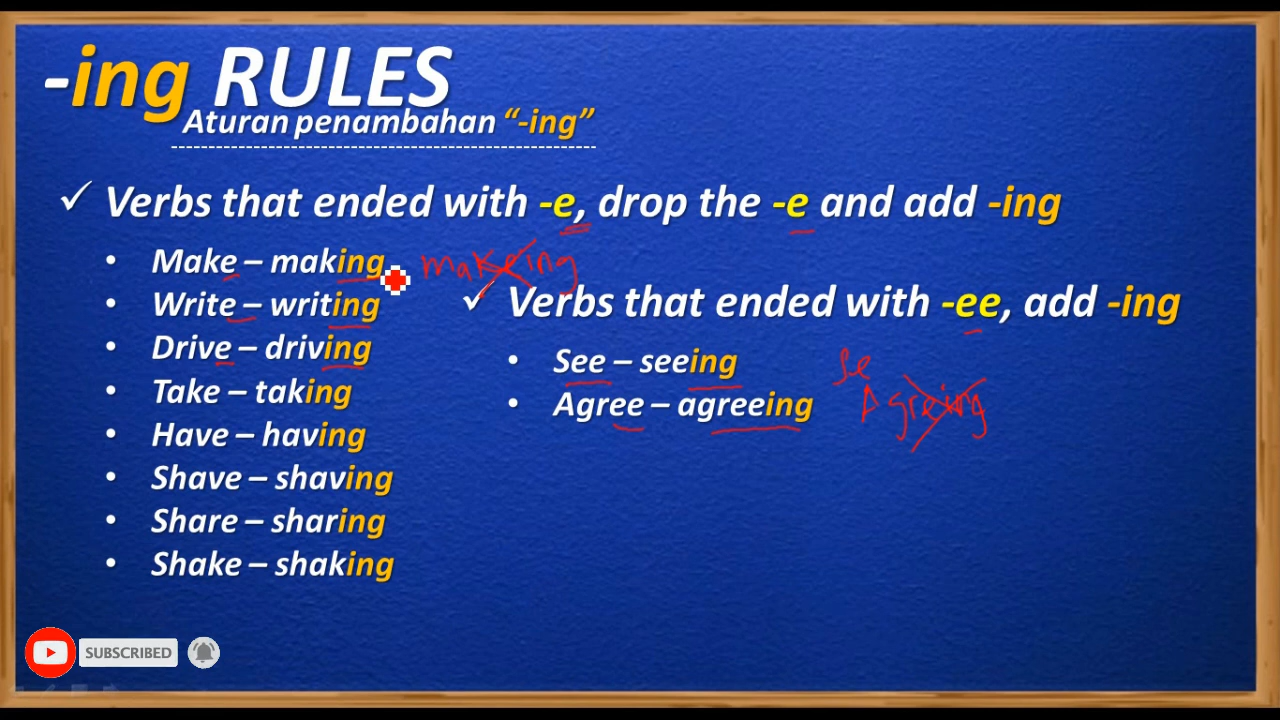 -ing RULES
Aturan penambahan “-ing”
✓ Verbs that ended with -e, drop the -e and add -ing
• Make – making
makeing
• Write – writing
• Drive – driving
• Take – taking
• Have – having
• Shave – shaving
• Share – sharing
• Shake – shaking
✓ Verbs that ended with -ee, add -ing
• See – seeing
• Agree – agreeing
Se
Agreing
SUBSCRIBED